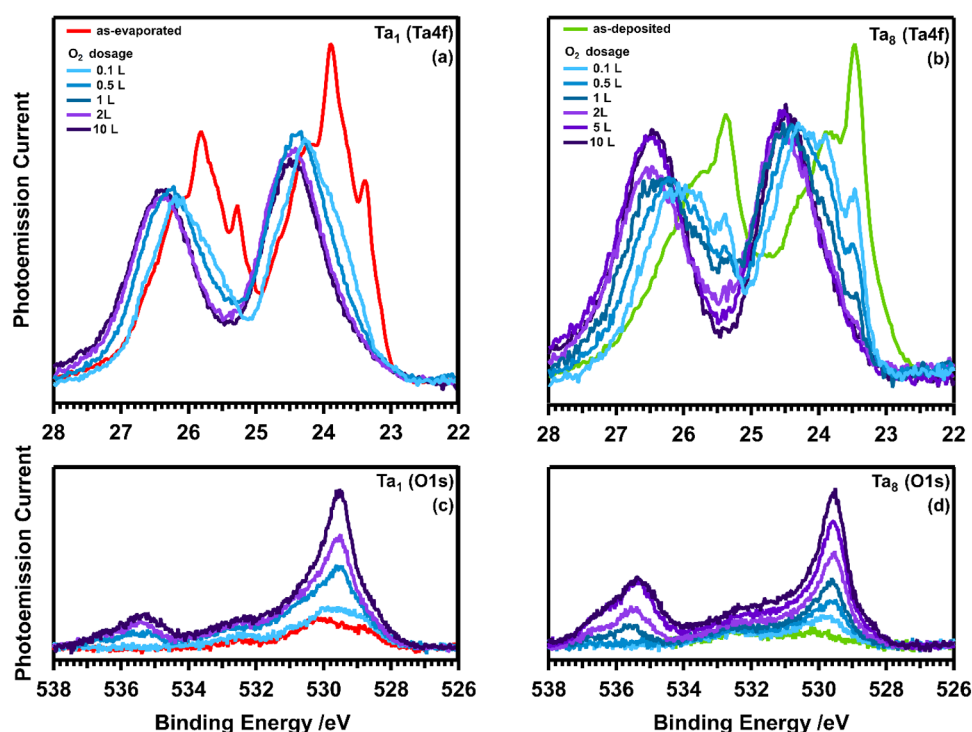 Photoemission Current
as-evaporated
O₂ dosage
0.1 L
0.5 L
1 L
2L
10 L
Ta₁ (Ta4f)
(a)
28 27 26 25 24 23 22
as-deposited
O₂ dosage
0.1 L
0.5 L
1 L
2L
5 L
10 L
Ta₈ (Ta4f)
(b)
28 27 26 25 24 23 22
Photoemission Current
Ta₁ (O1s)
(c)
538 536 534 532 530 528 526
Binding Energy /eV
Ta₈ (O1s)
(d)
538 536 534 532 530 528 526
Binding Energy /eV